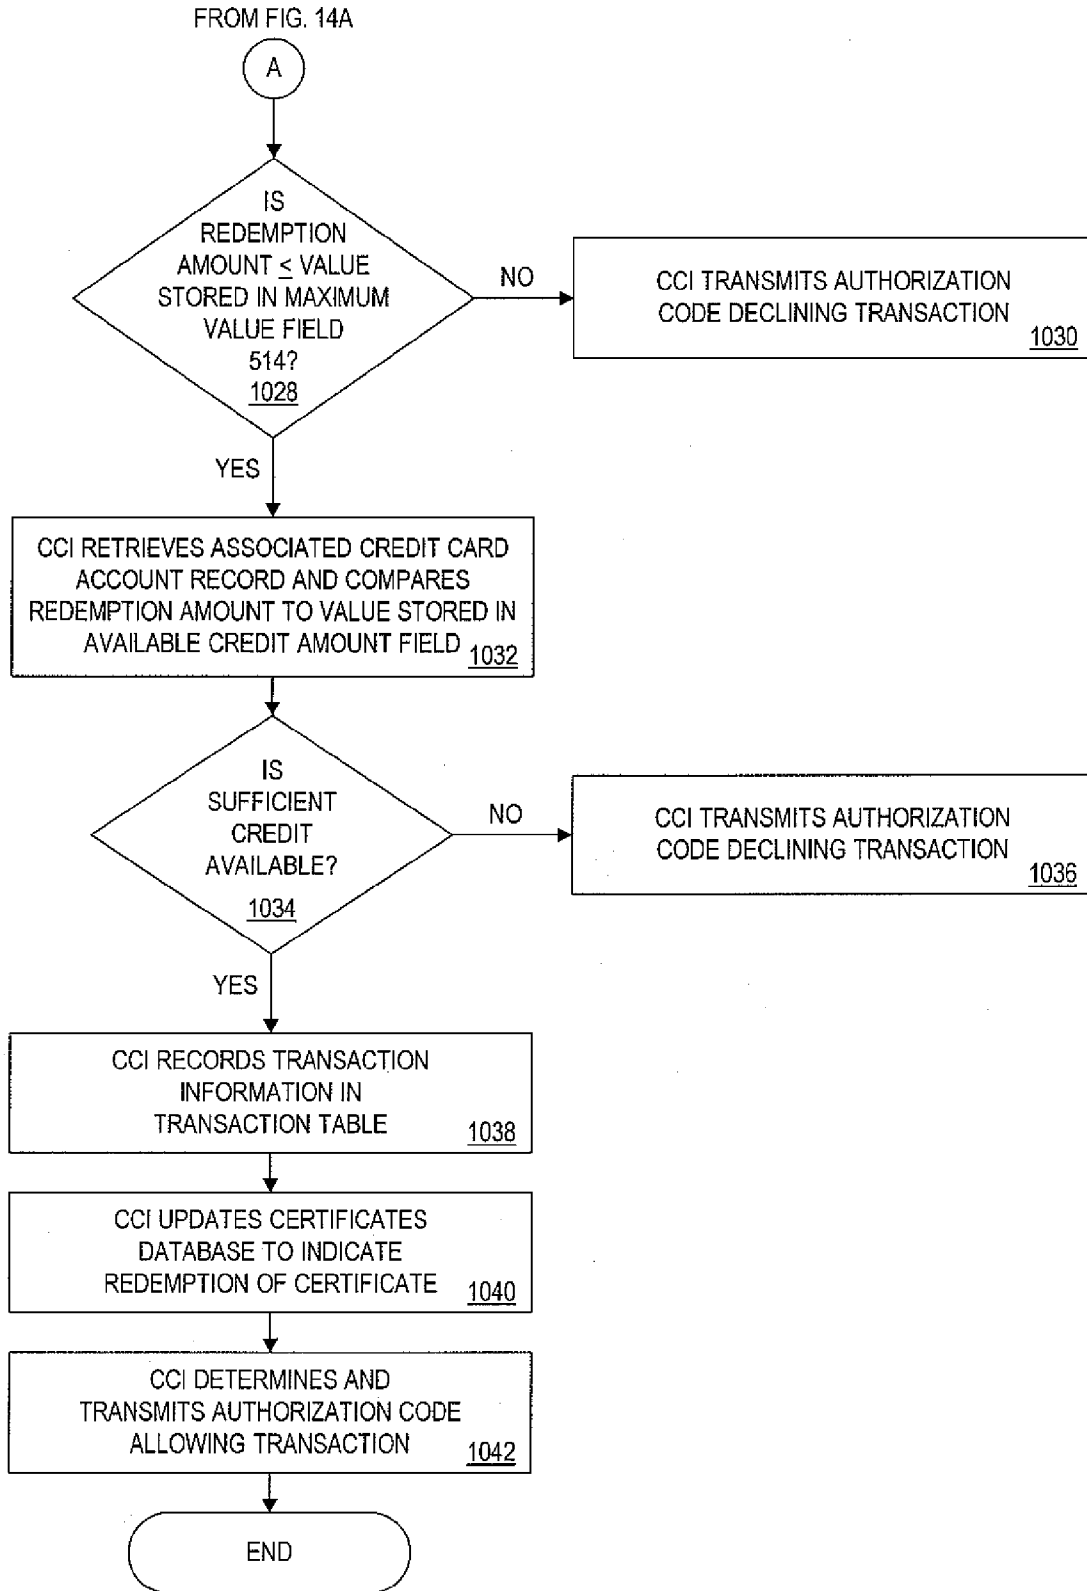 FROM FIG. 14A
A
IS
REDEMPTION
AMOUNT ≤ VALUE
STORED IN MAXIMUM
VALUE FIELD
514?
1028
NO
CCI TRANSMITS AUTHORIZATION
CODE DECLINING TRANSACTION
1030
YES
CCI RETRIEVES ASSOCIATED CREDIT CARD
ACCOUNT RECORD AND COMPARES
REDEMPTION AMOUNT TO VALUE STORED IN
AVAILABLE CREDIT AMOUNT FIELD
1032
IS
SUFFICIENT
CREDIT
AVAILABLE?
1034
NO
CCI TRANSMITS AUTHORIZATION
CODE DECLINING TRANSACTION
1036
YES
CCI RECORDS TRANSACTION
INFORMATION IN
TRANSACTION TABLE
1038
CCI UPDATES CERTIFICATES
DATABASE TO INDICATE
REDEMPTION OF CERTIFICATE
1040
CCI DETERMINES AND
TRANSMITS AUTHORIZATION CODE
ALLOWING TRANSACTION
1042
END